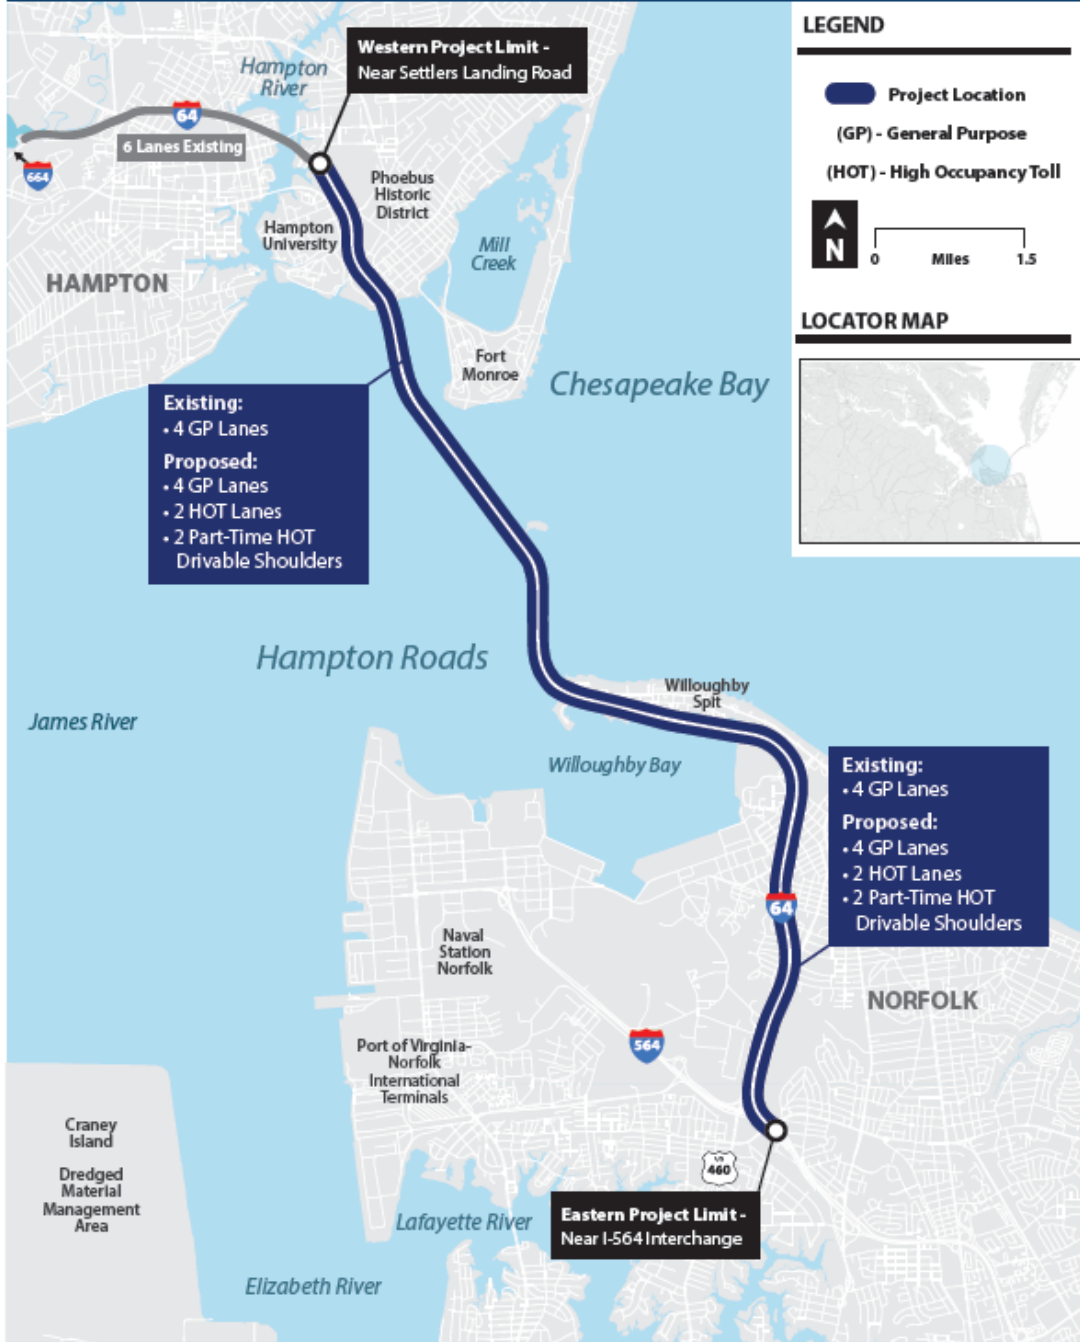 Western Project Limit -
Near Settlers Landing Road
LEGEND
Project Location
(GP) - General Purpose
(HOT) - High Occupancy Toll
N
0 Miles 1.5
LOCATOR MAP
Hampton
River
64
6 Lanes Existing
664
Phoebus
Historic
District
Hampton
University
Mill
Creek
HAMPTON
Fort
Monroe
Chesapeake Bay
Existing:
• 4 GP Lanes
Proposed:
• 4 GP Lanes
• 2 HOT Lanes
• 2 Part-Time HOT
Drivable Shoulders
Hampton Roads
James River
Willoughby
Spit
Willoughby Bay
Existing:
• 4 GP Lanes
Proposed:
• 4 GP Lanes
• 2 HOT Lanes
• 2 Part-Time HOT
Drivable Shoulders
64
Naval
Station
Norfolk
NORFOLK
564
Port of Virginia-
Norfolk
International
Terminals
Craney
Island
Dredged
Material
Management
Area
US
460
Lafayette River
Eastern Project Limit -
Near I-564 Interchange
Elizabeth River